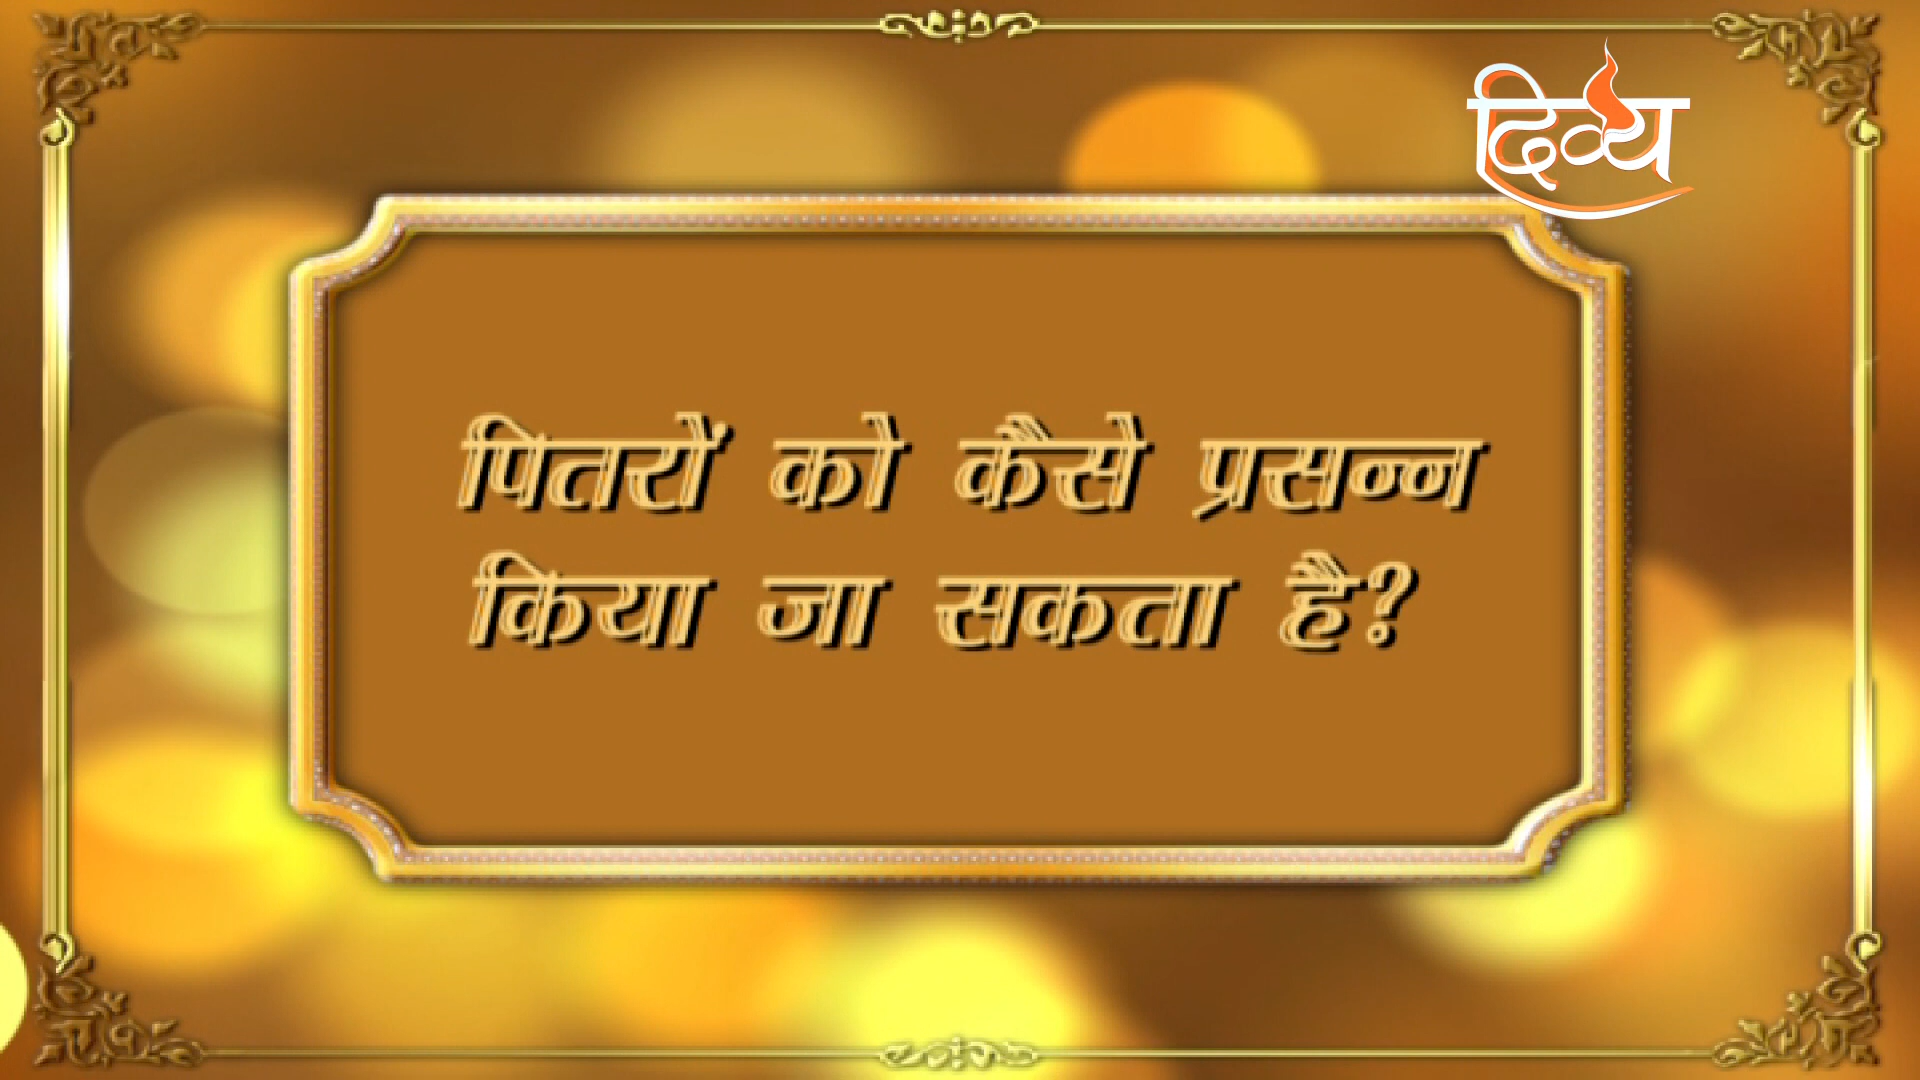 दिव्य
पितरों को कैसे प्रसन्न
किया जा सकता है?